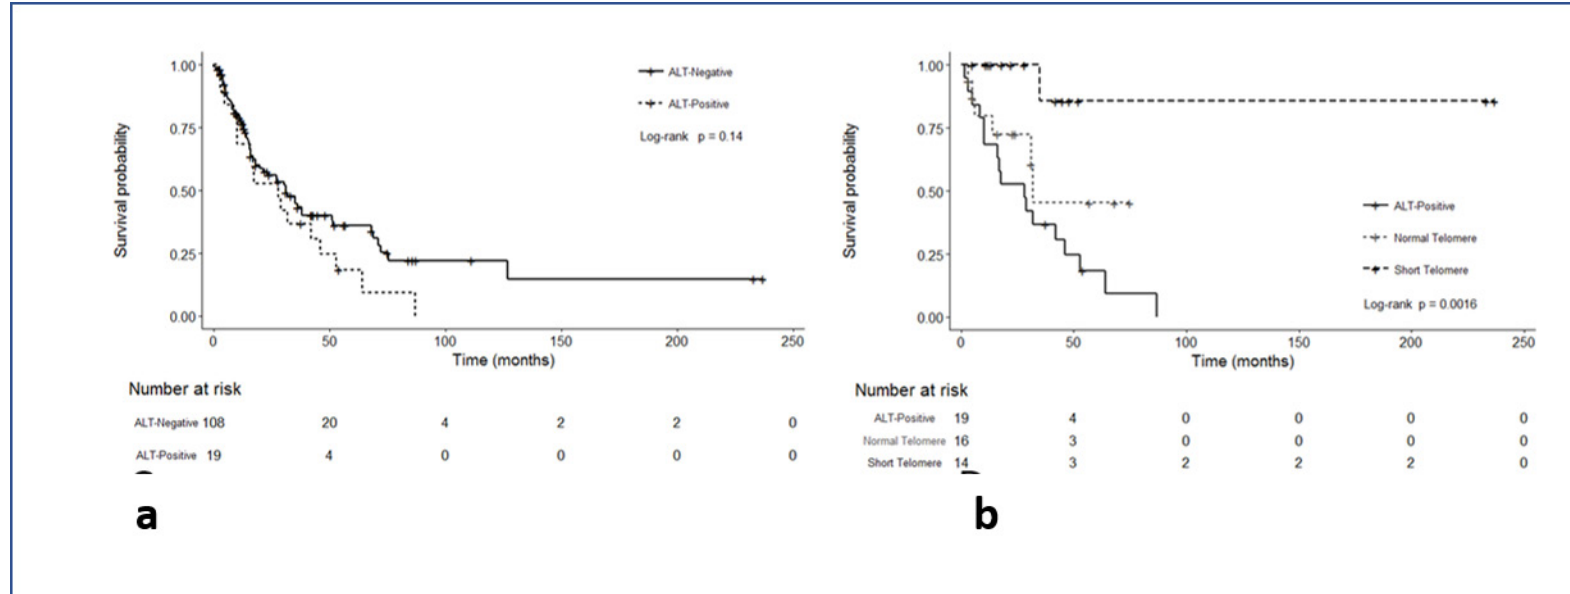 1.00
0.75
0.50
0.25
0.00
Survival probability
ALT-Negative
ALT-Positive
Log-rank p = 0.14
0 50 100 150 200 250
Time (months)
Number at risk
ALT-Negative 108 20 4 2 2 0
ALT-Positive 19 4 0 0 0 0
a
1.00
0.75
0.50
0.25
0.00
Survival probability
ALT-Positive
Normal Telomere
Short Telomere
Log-rank p = 0.0016
0 50 100 150 200 250
Time (months)
Number at risk
ALT-Positive 19 4 0 0 0 0
Normal Telomere 16 3 0 0 0 0
Short Telomere 14 3 2 2 2 0
b